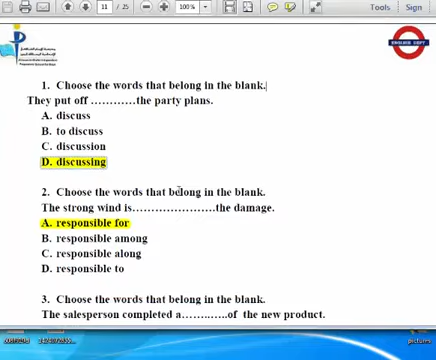 11 / 25
100%
Tools
Sign
ENGLISH DEPT
1. Choose the words that belong in the blank.
They put off …………the party plans.
A. discuss
B. to discuss
C. discussion
D. discussing
2. Choose the words that belong in the blank.
The strong wind is…………………the damage.
A. responsible for
B. responsible among
C. responsible along
D. responsible to
3. Choose the words that belong in the blank.
The salesperson completed a……..…..of the new product.
pictures